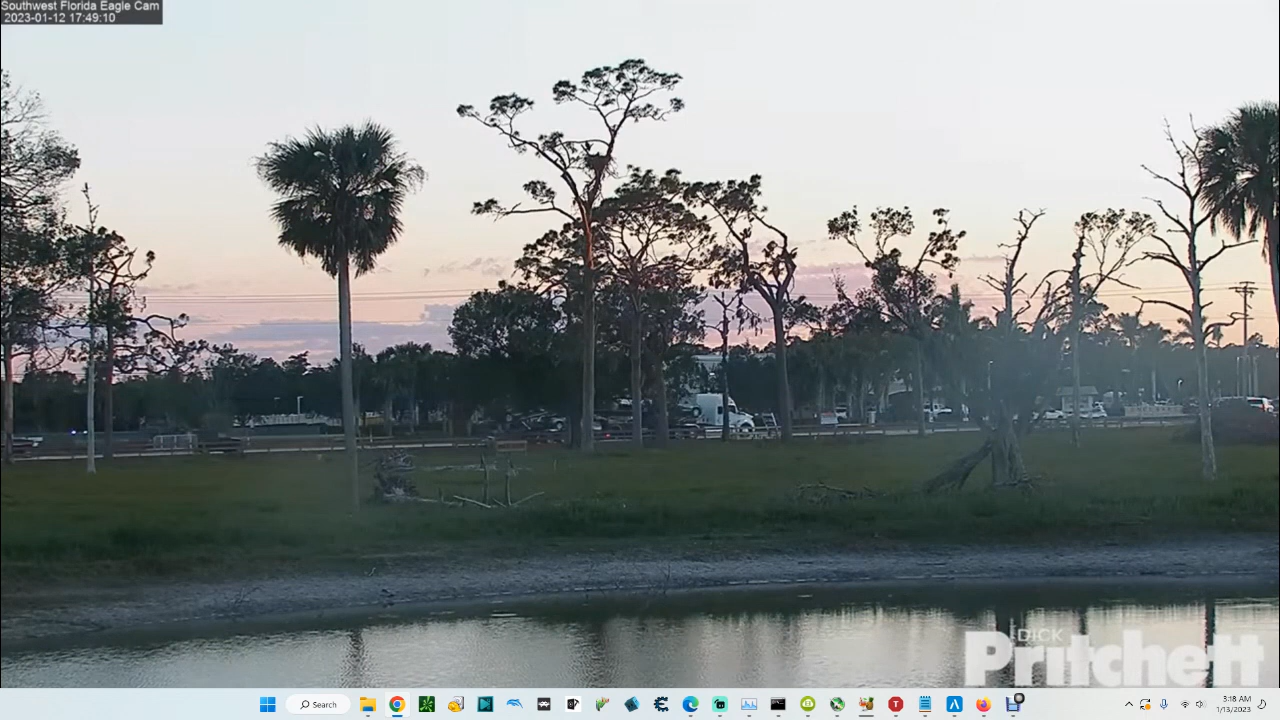 Southwest Florida Eagle Cam
2023-01-12 17:49:10
DICK
Pritchett
Search
3:18 AM
1/13/2023